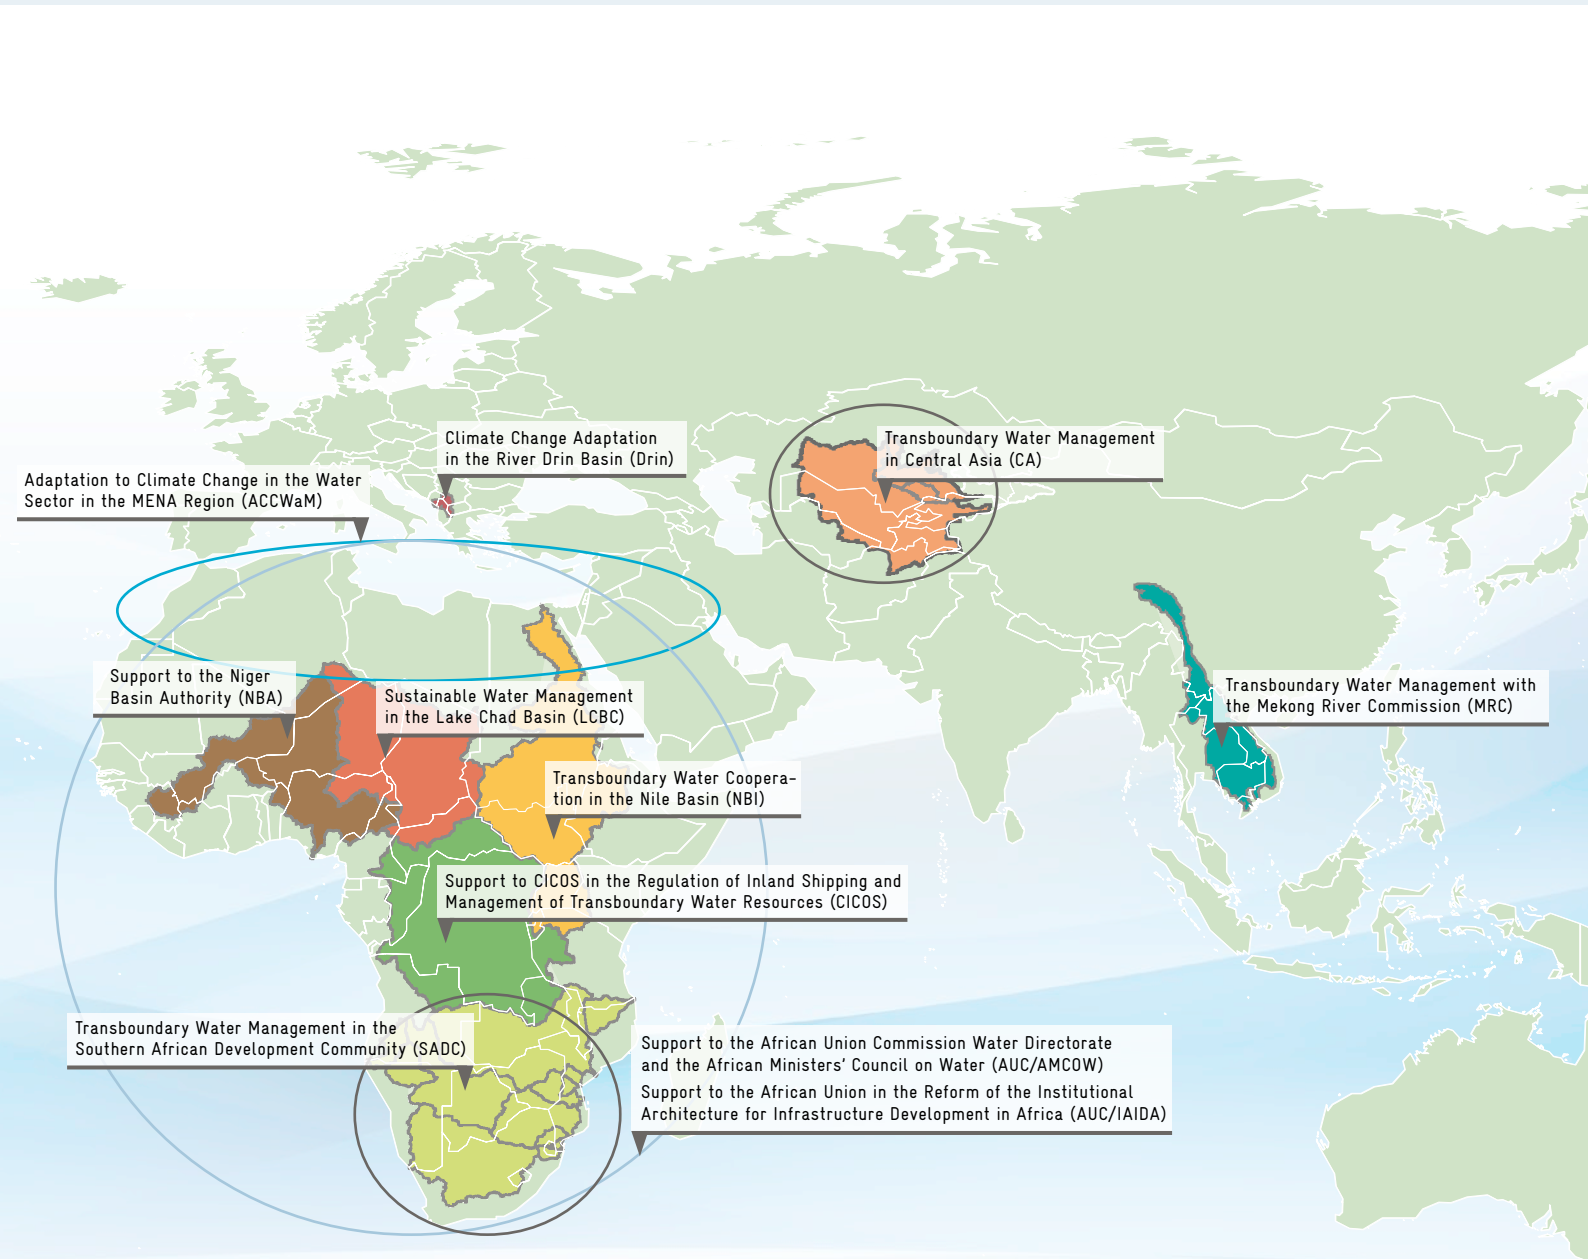 Climate Change Adaptation
in the River Drin Basin (Drin)
Transboundary Water Management
in Central Asia (CA)
Adaptation to Climate Change in the Water
Sector in the MENA Region (ACCWaM)
Support to the Niger
Basin Authority (NBA)
Sustainable Water Management
in the Lake Chad Basin (LCBC)
Transboundary Water Management with
the Mekong River Commission (MRC)
Transboundary Water Coopera-
tion in the Nile Basin (NBI)
Support to CICOS in the Regulation of Inland Shipping and
Management of Transboundary Water Resources (CICOS)
Transboundary Water Management in the
Southern African Development Community (SADC)
Support to the African Union Commission Water Directorate
and the African Ministers' Council on Water (AUC/AMCOW)
Support to the African Union in the Reform of the Institutional
Architecture for Infrastructure Development in Africa (AUC/IAIDA)